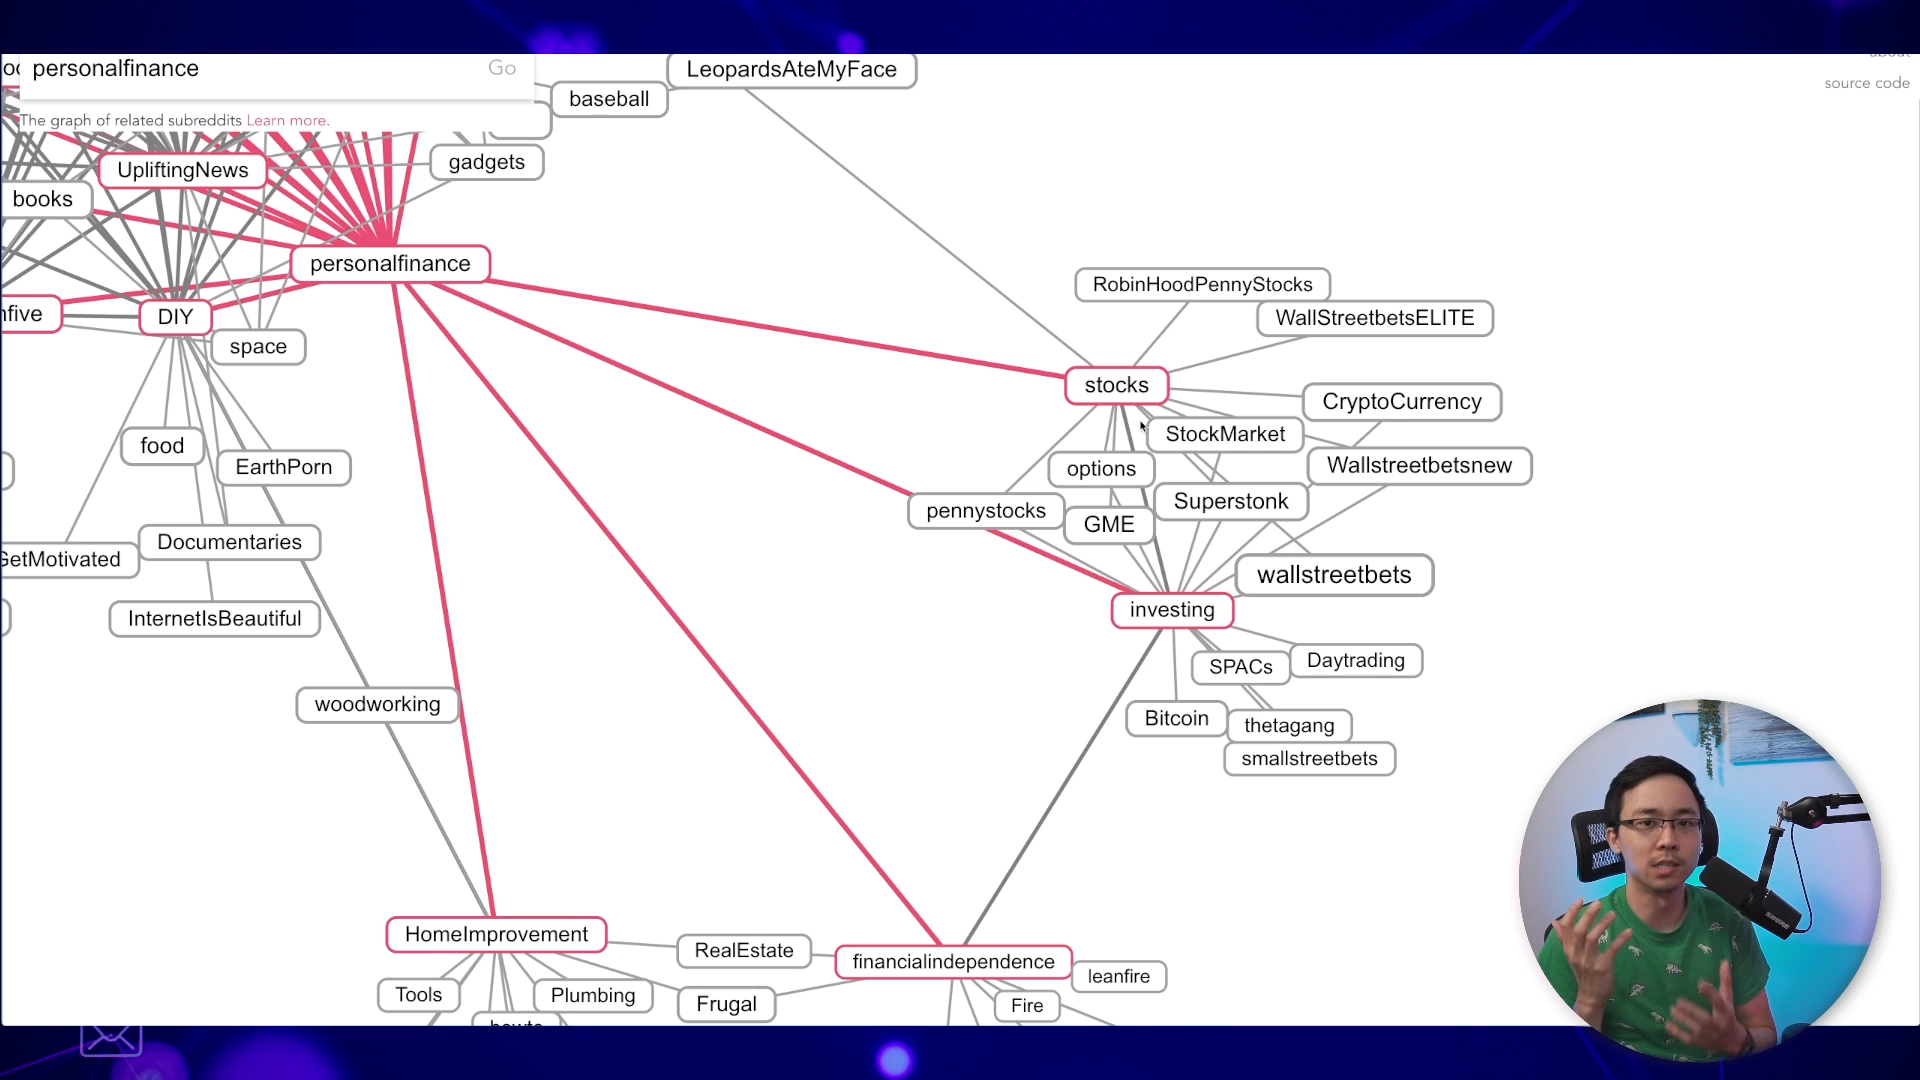 personalfinance
Go
The graph of related subreddits Learn more.
source code
LeopardsAteMyFace
baseball
gadgets
UpliftingNews
books
personalfinance
DIY
space
RobinHoodPennyStocks
WallStreetbetsELITE
stocks
CryptoCurrency
StockMarket
options
Wallstreetbetsnew
Superstonk
pennystocks
GME
food
EarthPorn
Documentaries
GetMotivated
InternetIsBeautiful
wallstreetbets
investing
SPACs
Daytrading
Bitcoin
thetagang
smallstreetbets
woodworking
HomeImprovement
RealEstate
financialindependence
leanfire
Tools
Plumbing
Frugal
Fire
SHURE